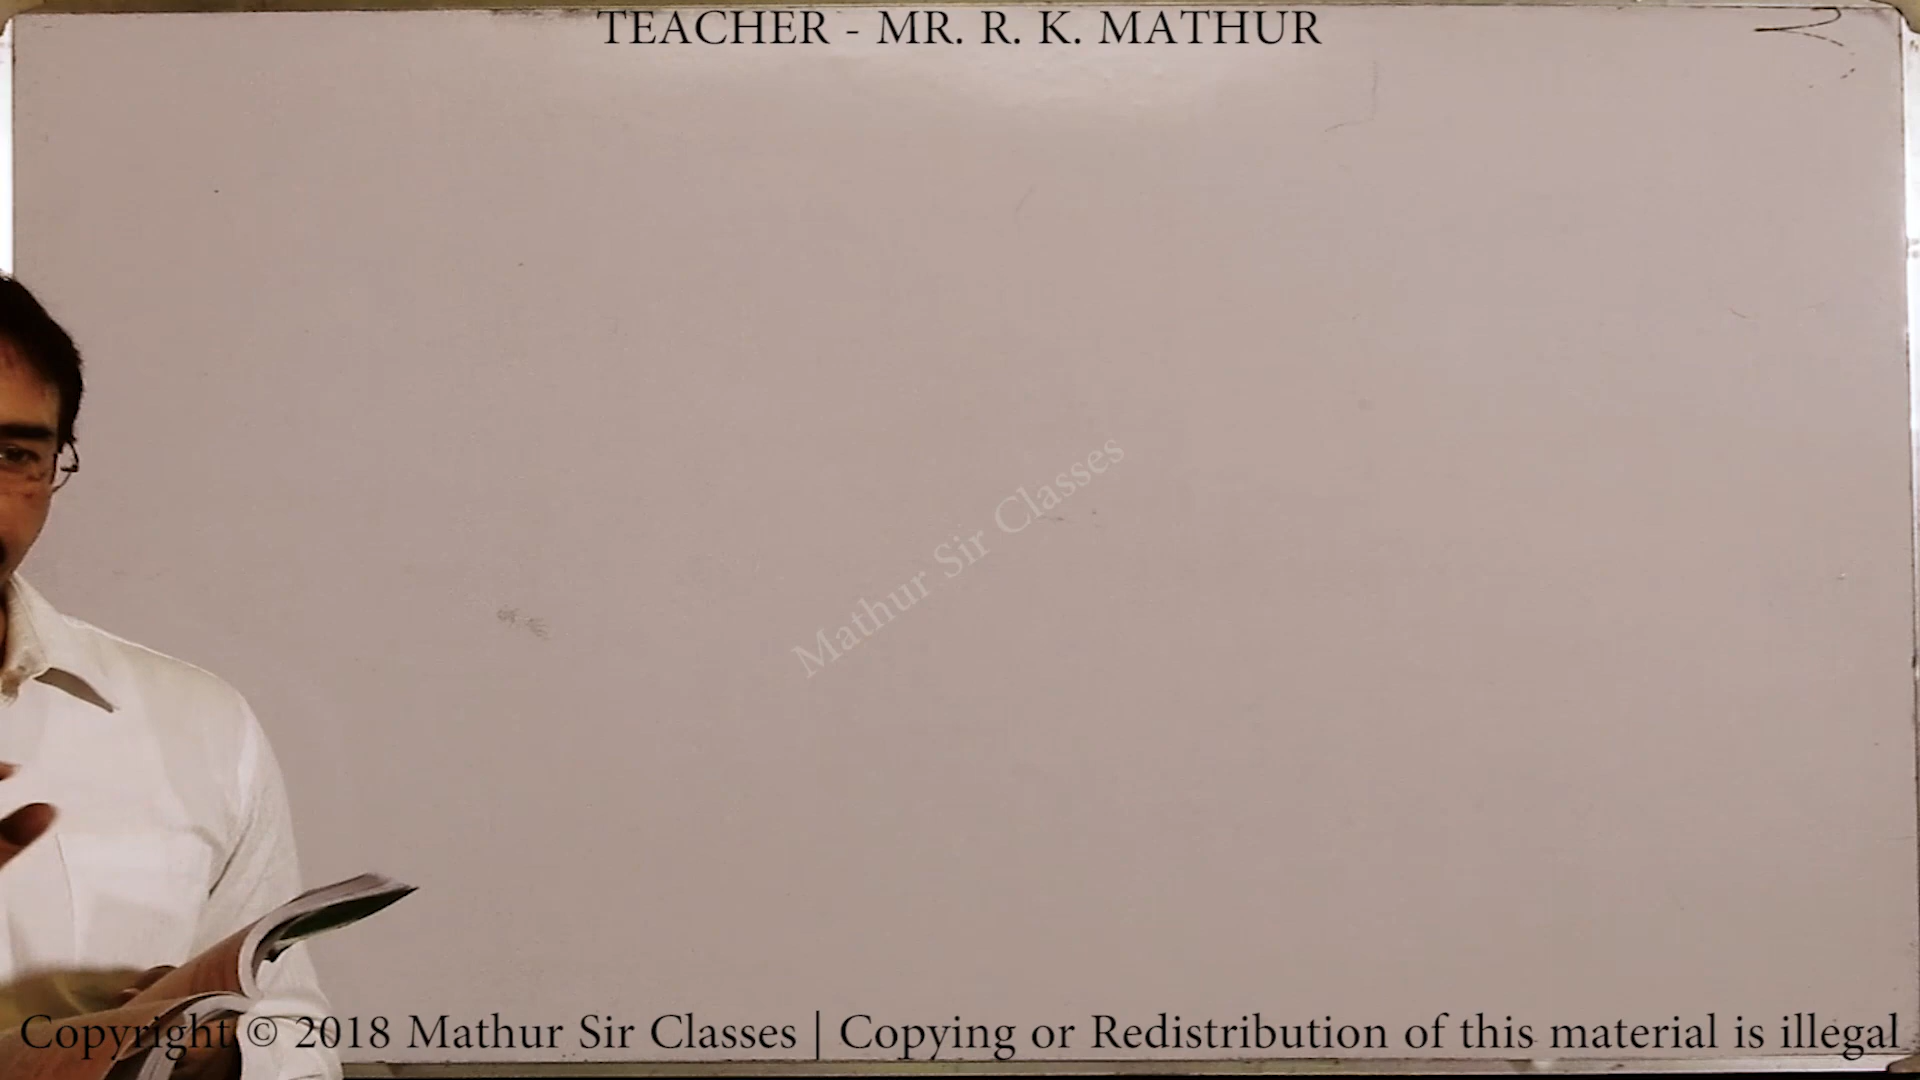 TEACHER - MR. R. K. MATHUR
Mathur Sir Classes
Copyright © 2018 Mathur Sir Classes | Copying or Redistribution of this material is illegal